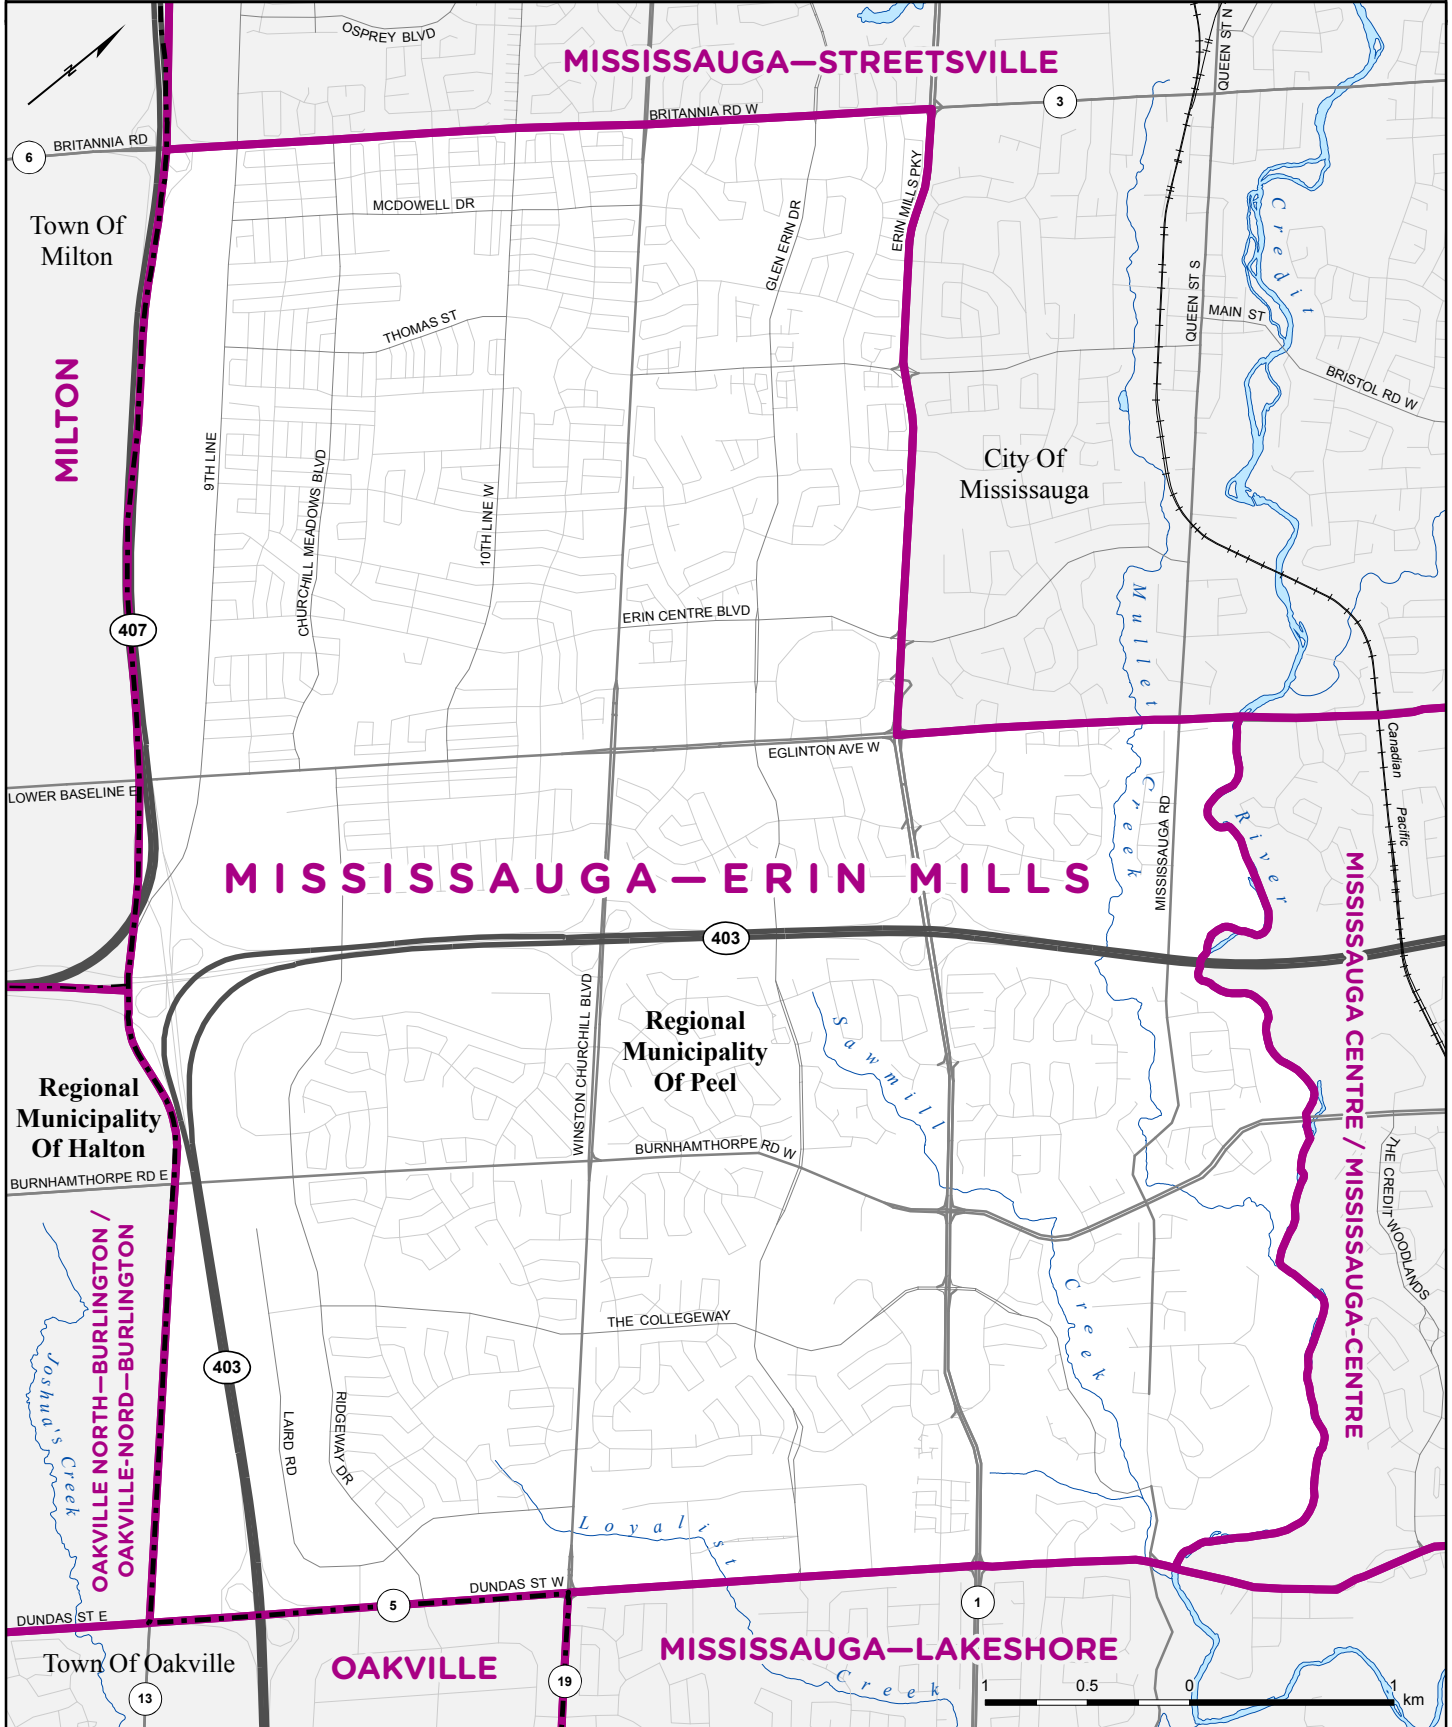 OSPREY BLVD
MISSISSAUGA—STREETSVILLE
QUEEN ST N
N
BRITANNIA RD W
3
BRITANNIA RD
6
MCDOWELL DR
ERIN MILLS PKY
GLEN ERIN DR
Town Of
Milton
Credit
QUEEN ST S
MAIN ST
THOMAS ST
BRISTOL RD W
MILTON
9TH LINE
CHURCHILL MEADOWS BLVD
10TH LINE W
City Of
Mississauga
407
ERIN CENTRE BLVD
Mullet
EGLINTON AVE W
Canadian
Pacific
LOWER BASELINE E
Creek
MISSISSAUGA RD
River
MISSISSAUGA—ERIN MILLS
403
MISSISSAUGA CENTRE / MISSISSAUGA-CENTRE
WINSTON CHURCHILL BLVD
Regional
Municipality
Of Peel
Sawmill
Regional
Municipality
Of Halton
BURNHAMTHORPE RD W
BURNHAMTHORPE RD E
THE CREDIT WOODLANDS
OAKVILLE NORTH—BURLINGTON /
OAKVILLE-NORD—BURLINGTON
Creek
THE COLLEGEWAY
403
Joshua's Creek
LAIRD RD
RIDGEWAY DR
Loyalist
DUNDAS ST W
5
1
DUNDAS ST E
Town Of Oakville
OAKVILLE
MISSISSAUGA—LAKESHORE
13
19
Creek
1 0.5 0 1 km